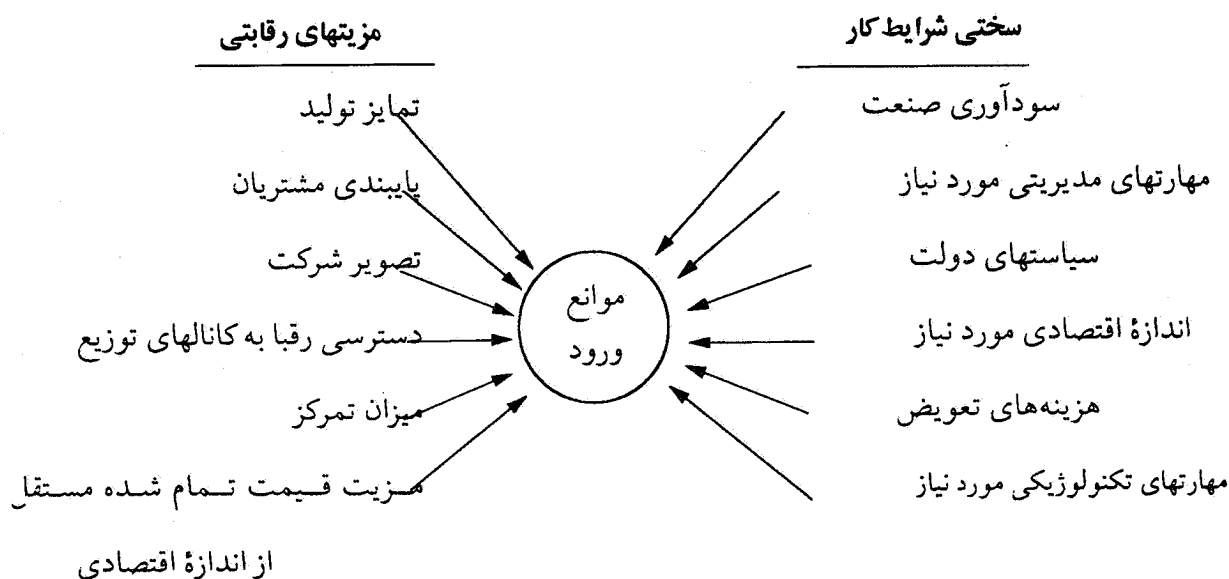 سختی شرایط کار
سودآوری صنعت
مهارتهای مدیریتی مورد نیاز
سیاستهای دولت
اندازهٔ اقتصادی مورد نیاز
هزینه‌های تعویض
مهارتهای تکنولوژیکی مورد نیاز
موانع
ورود
مزیتهای رقابتی
تمایز تولید
پایبندی مشتریان
تصویر شرکت
دسترسی رقبا به کانالهای توزیع
میزان تمرکز
مزیت قیمت تمام شده مستقل
از اندازهٔ اقتصادی